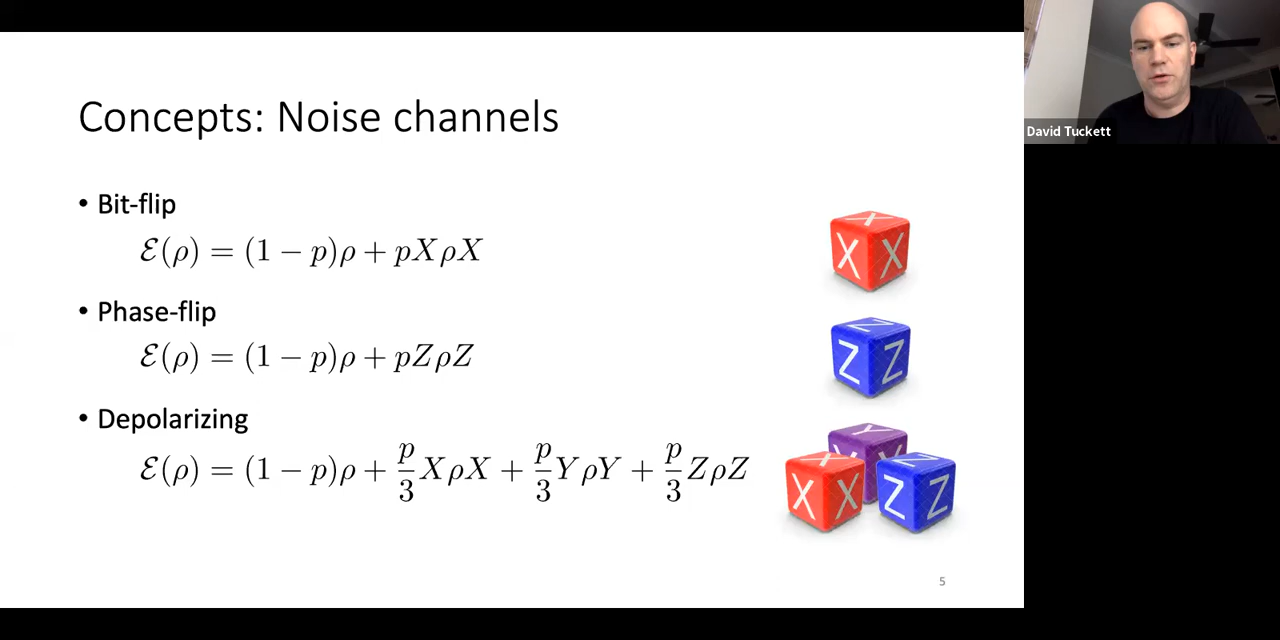 Concepts: Noise channels
• Bit-flip
ℰ(ρ) = (1 − p)ρ + pXρX
• Phase-flip
ℰ(ρ) = (1 − p)ρ + pZρZ
• Depolarizing
ℰ(ρ) = (1 − p)ρ + p/3 XρX + p/3 YρY + p/3 ZρZ
X X X
Z Z Z
Y
X X X
Z Z Z
5
David Tuckett